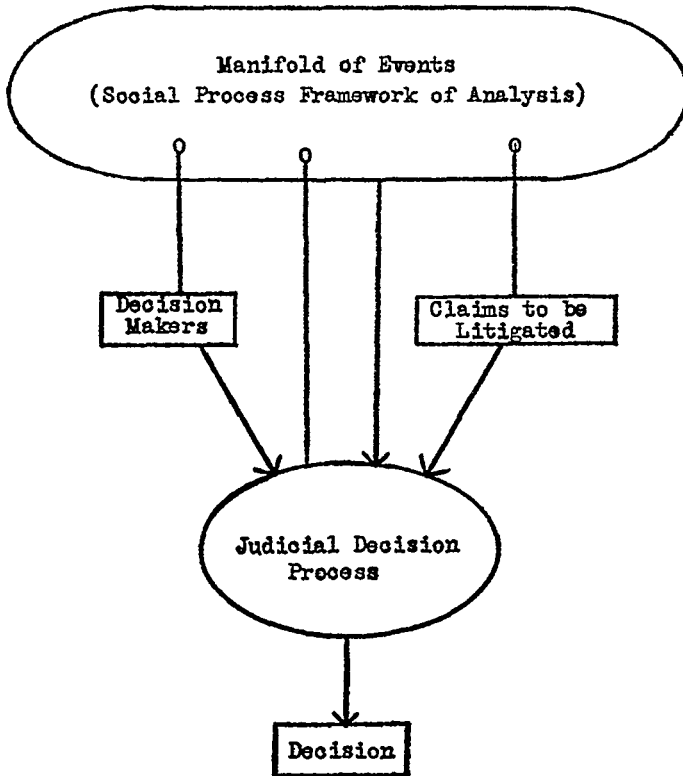 Manifold of Events
(Social Process Framework of Analysis)
Decision
Makers
Claims to be
Litigated
Judicial Decision
Process
Decision